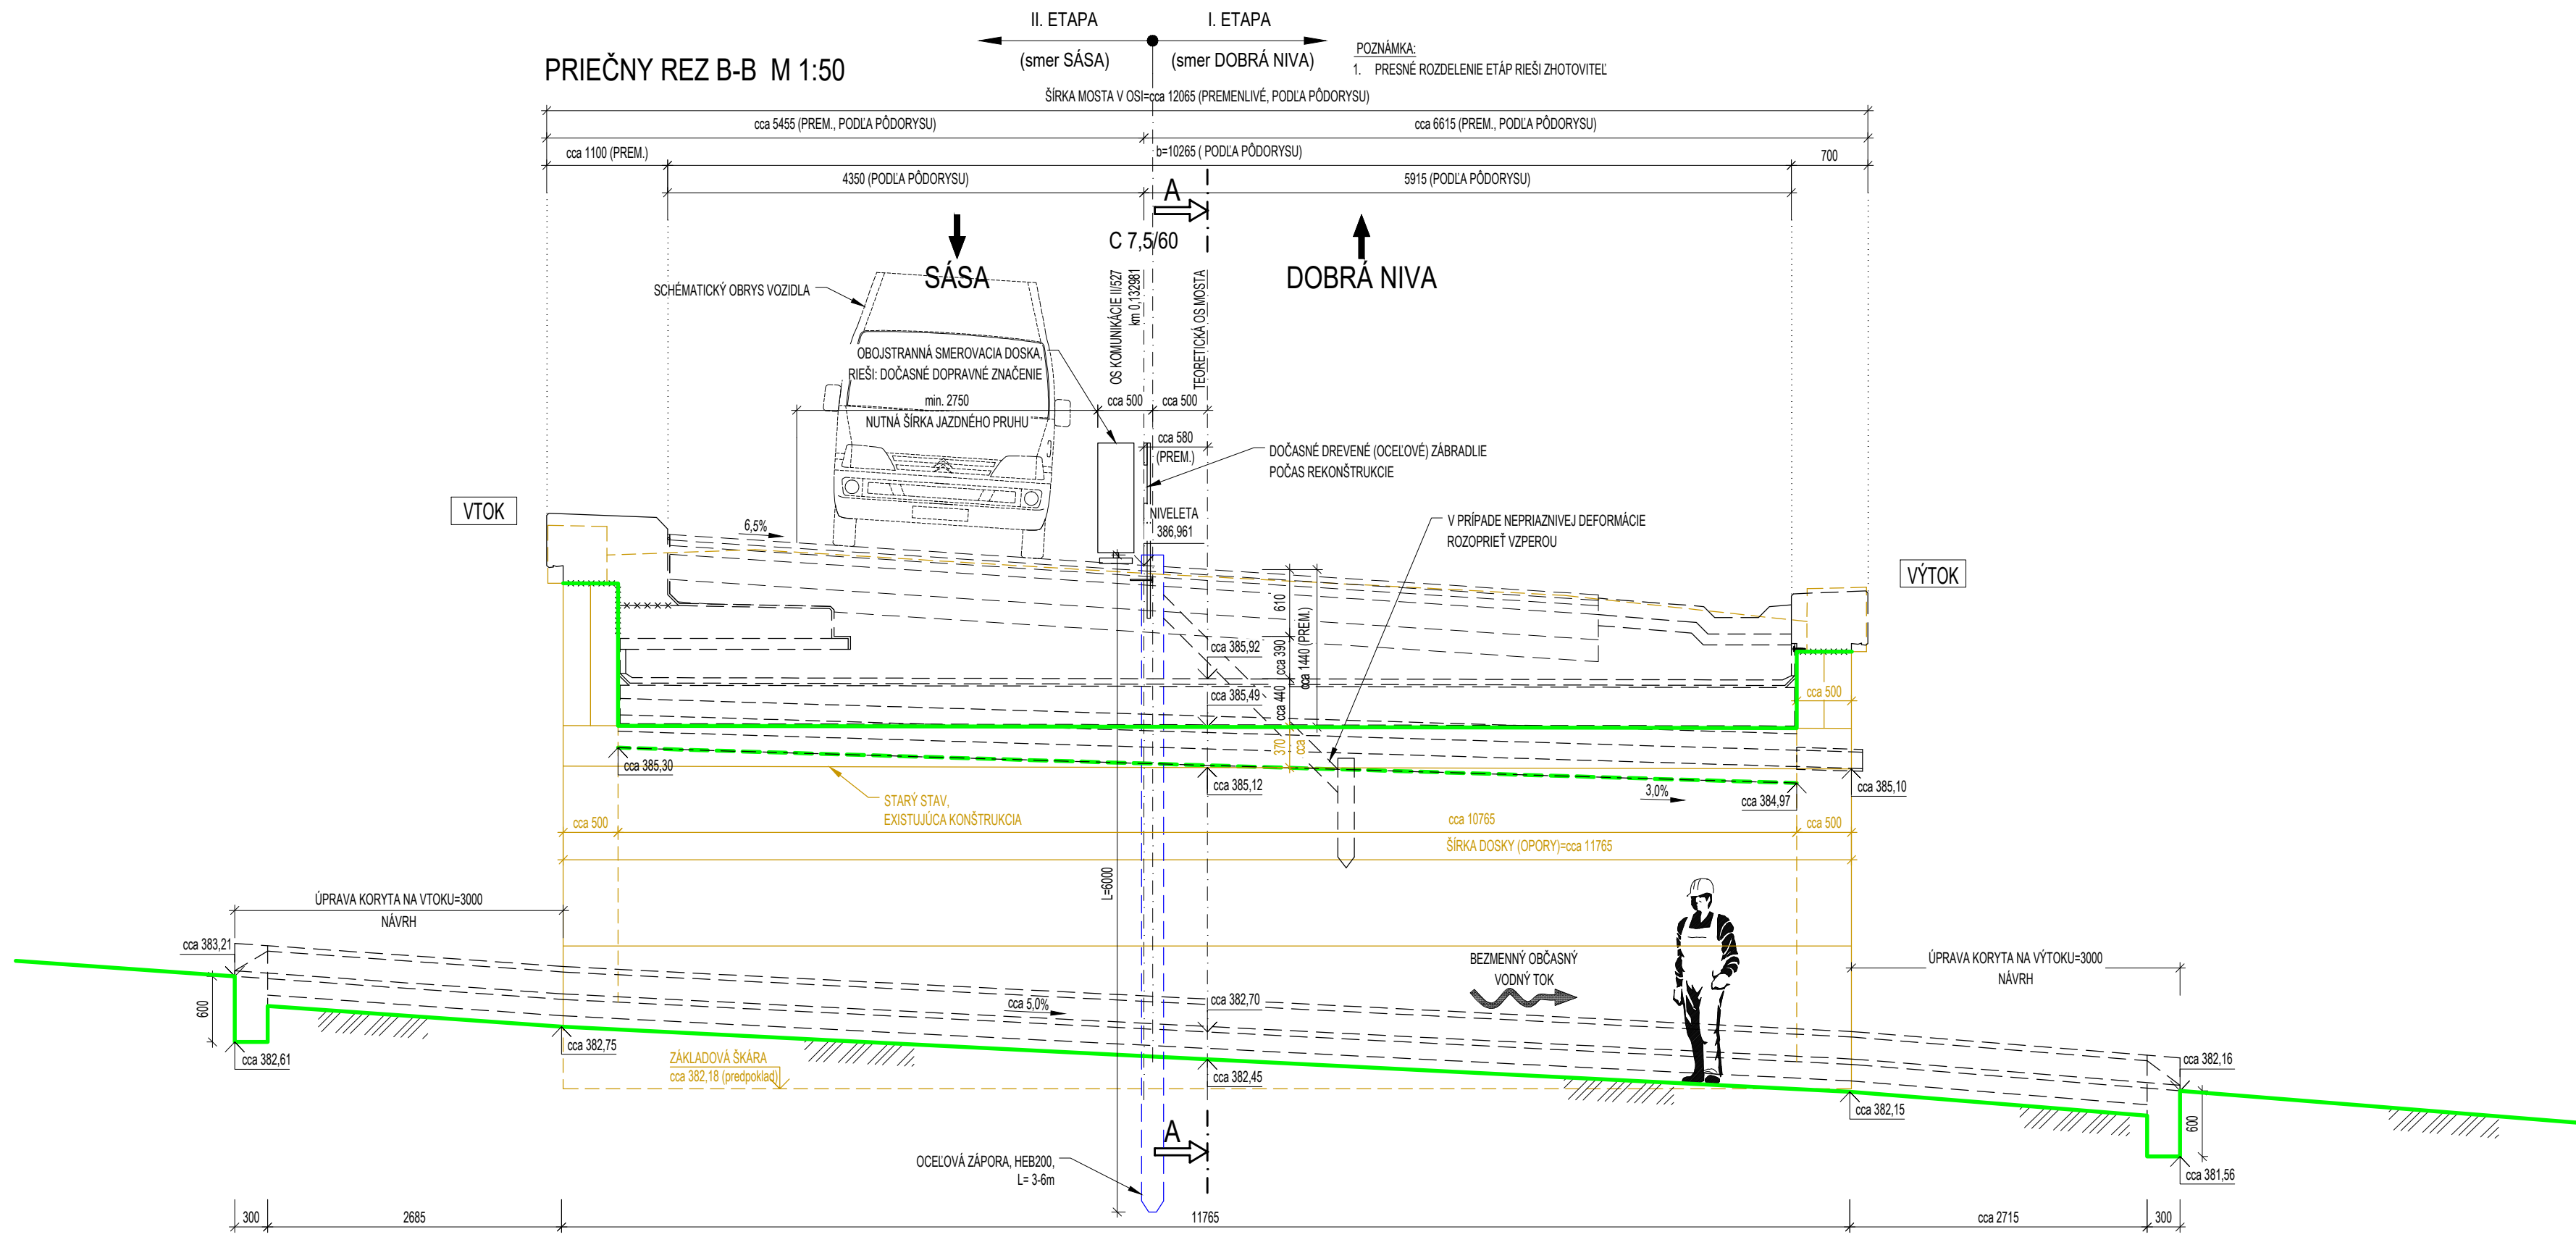 II. ETAPA
I. ETAPA
(smer SÁSA)
(smer DOBRÁ NIVA)
POZNÁMKA:
1. PRESNÉ ROZDELENIE ETÁP RIEŠI ZHOTOVITEĽ
PRIEČNY REZ B-B M 1:50
ŠÍRKA MOSTA V OSI=cca 12065 (PREMENLIVÉ, PODĽA PÔDORYSU)
cca 5455 (PREM., PODĽA PÔDORYSU)
cca 6615 (PREM., PODĽA PÔDORYSU)
cca 1100 (PREM.)
b=10265 ( PODĽA PÔDORYSU)
700
4350 (PODĽA PÔDORYSU)
5915 (PODĽA PÔDORYSU)
A
C 7,5/60
SÁSA
DOBRÁ NIVA
SCHÉMATICKÝ OBRYS VOZIDLA
OS KOMUNIKÁCIE II/527
km 0,132981
TEORETICKÁ OS MOSTA
OBOJSTRANNÁ SMEROVACIA DOSKA,
RIEŠI: DOČASNÉ DOPRAVNÉ ZNAČENIE
min. 2750
NUTNÁ ŠÍRKA JAZDNÉHO PRUHU
cca 500
cca 500
cca 580
(PREM.)
DOČASNÉ DREVENÉ (OCEĽOVÉ) ZÁBRADLIE
POČAS REKONŠTRUKCIE
VTOK
6,5%
NIVELETA
386,961
V PRÍPADE NEPRIAZNIVEJ DEFORMÁCIE
ROZOPRIEŤ VZPEROU
VÝTOK
610
cca 390
cca 440
cca 1440 (PREM.)
370
cca
cca 385,92
cca 385,49
cca 500
cca 385,30
cca 385,12
3,0%
cca 384,97
cca 385,10
STARÝ STAV,
EXISTUJÚCA KONŠTRUKCIA
cca 500
cca 10765
cca 500
ŠÍRKA DOSKY (OPORY)=cca 11765
L=6000
ÚPRAVA KORYTA NA VTOKU=3000
NÁVRH
cca 383,21
600
cca 382,61
cca 382,75
cca 5,0%
cca 382,70
BEZMENNÝ OBČASNÝ
VODNÝ TOK
ÚPRAVA KORYTA NA VÝTOKU=3000
NÁVRH
ZÁKLADOVÁ ŠKÁRA
cca 382,18 (predpoklad)
cca 382,45
cca 382,16
cca 382,15
600
cca 381,56
A
OCEĽOVÁ ZÁPORA, HEB200,
L= 3-6m
300
2685
11765
cca 2715
300